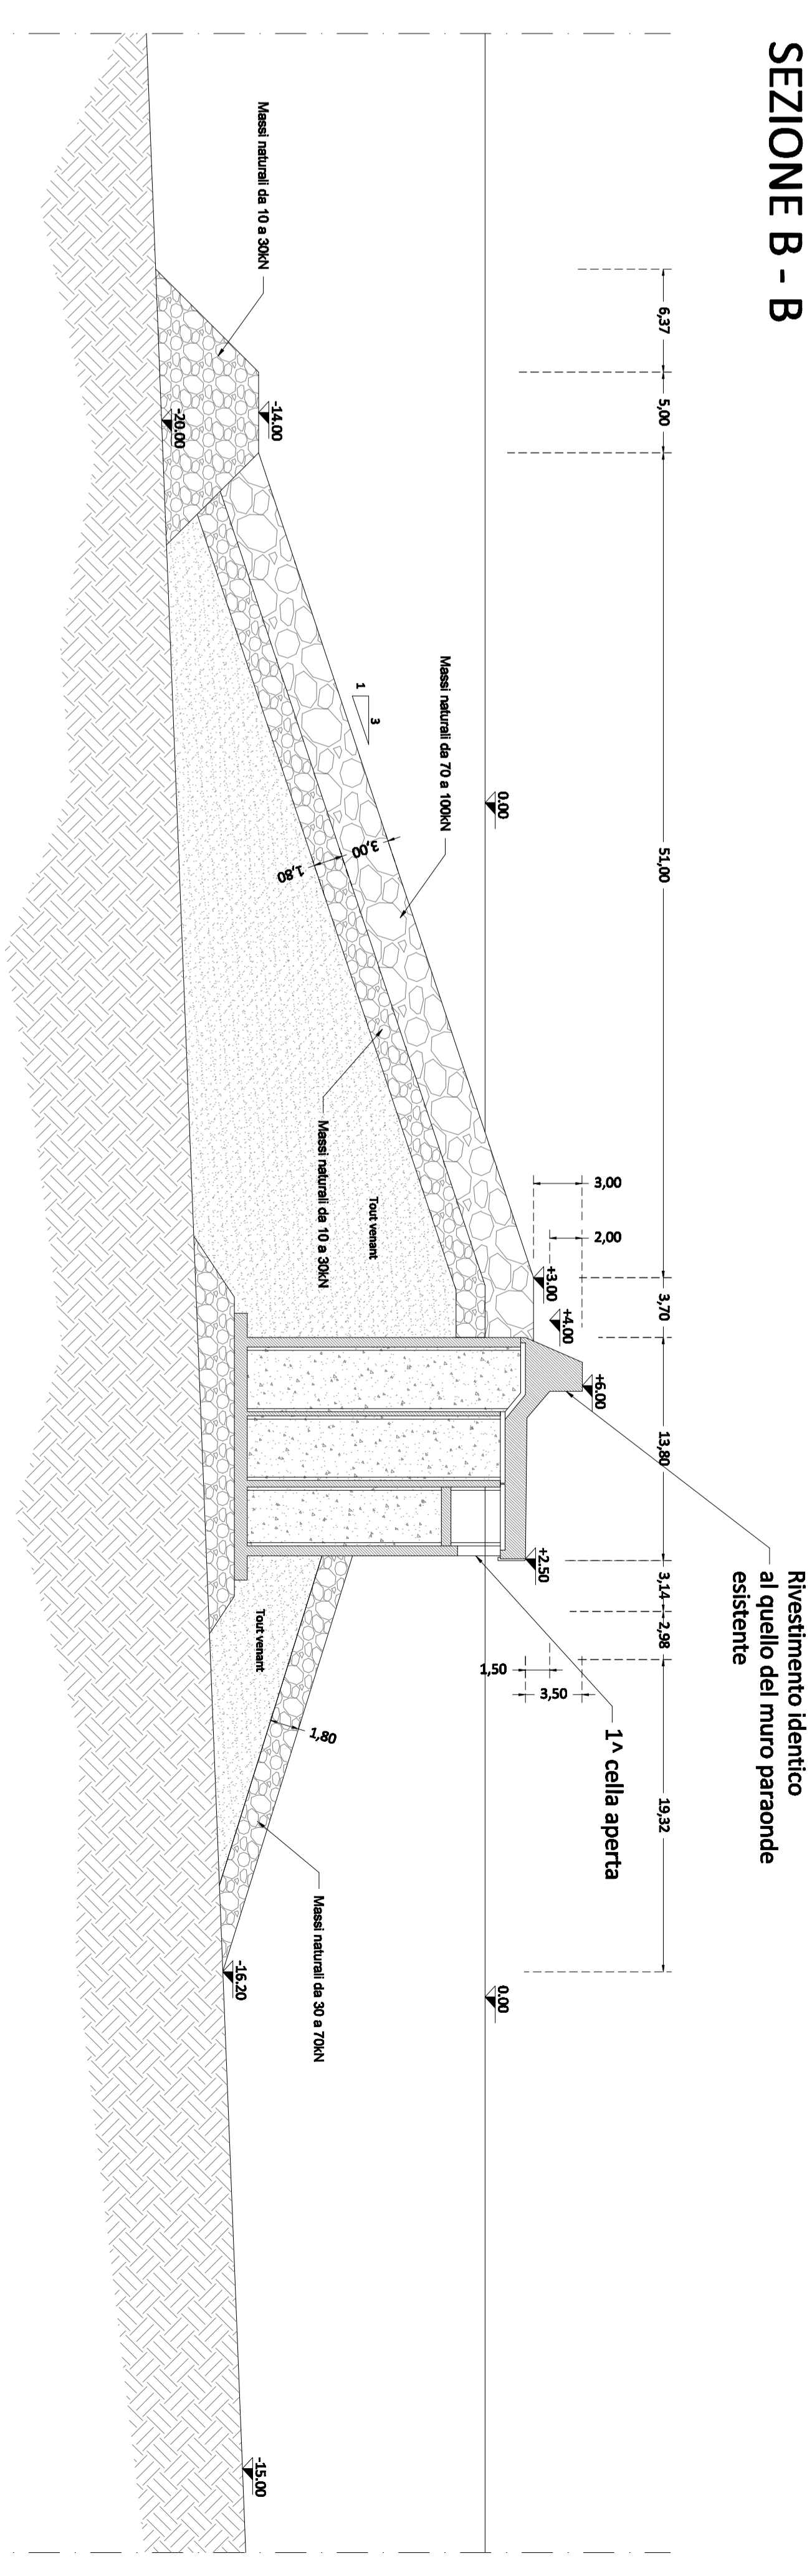 SEZIONE B - B
6,37
5,00
51,00
3,70
13,80
3,14
2,98
19,32
3,00
2,00
1,50
3,50
Rivestimento identico
al quello del muro paraonde
esistente
1^ cella aperta
+3.00
+4.00
+6.00
+2.50
0.00
0.00
Massi naturali da 10 a 30kN
-14.00
-20.00
1
3
Massi naturali da 70 a 100kN
3,00
1,80
Massi naturali da 10 a 30kN
Tout venant
Tout venant
1,80
Massi naturali da 30 a 70kN
-16.20
-15.00